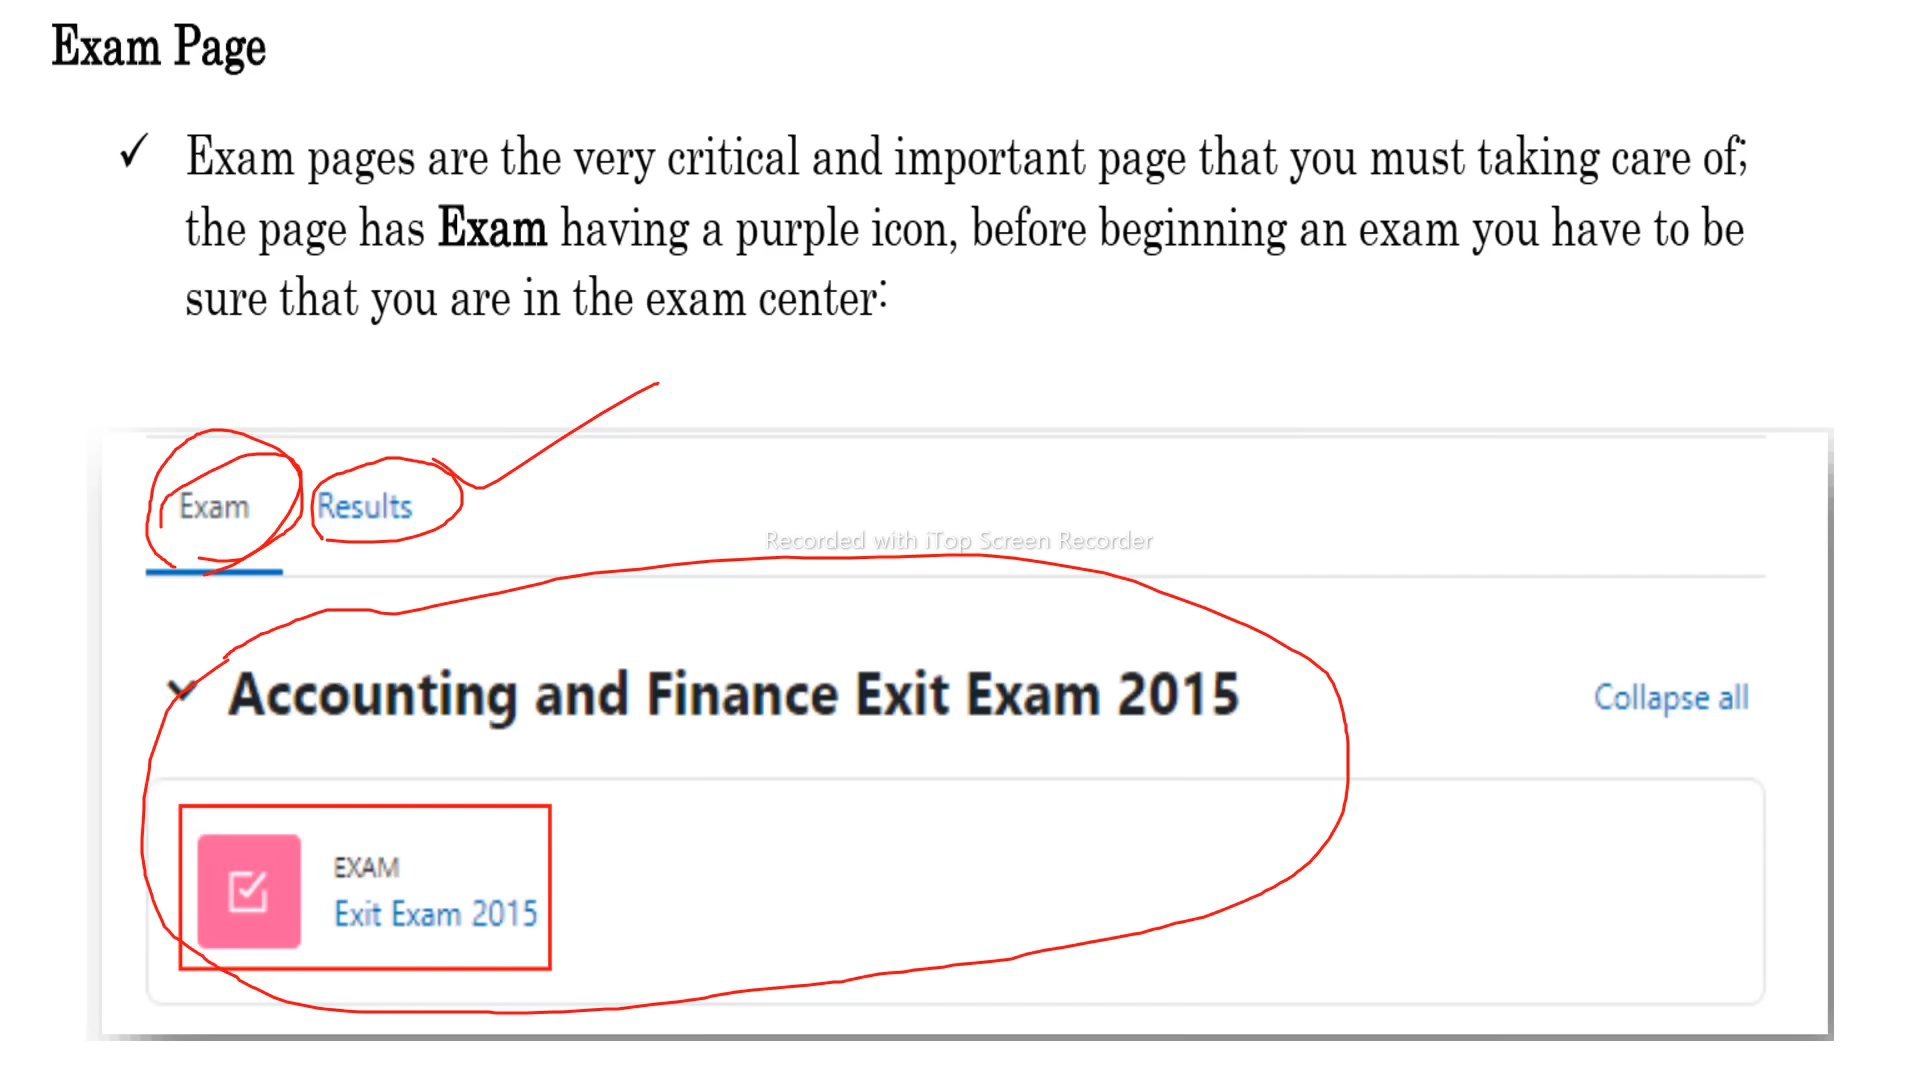 Exam Page
✓ Exam pages are the very critical and important page that you must taking care of;
the page has Exam having a purple icon, before beginning an exam you have to be
sure that you are in the exam center:
Exam Results
Recorded with iTop Screen Recorder
Accounting and Finance Exit Exam 2015 Collapse all
EXAM
Exit Exam 2015